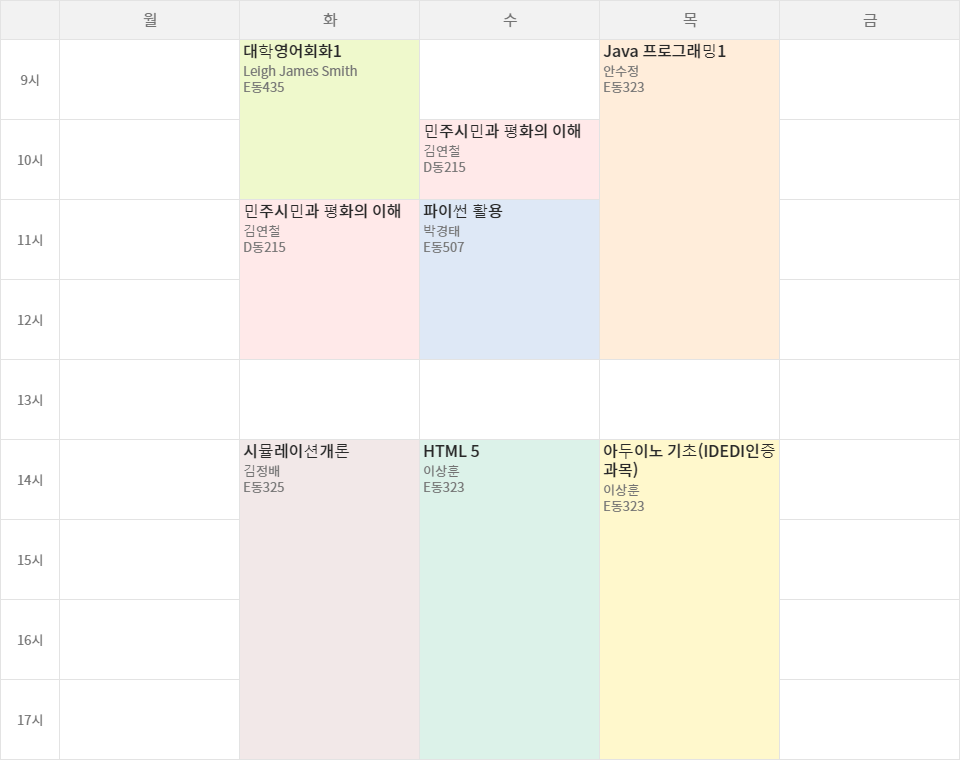 월 화 수 목 금
9시
대학영어회화1
Leigh James Smith
E동435
Java 프로그래밍1
안수정
E동323
10시
민주시민과 평화의 이해
김연철
D동215
11시
민주시민과 평화의 이해
김연철
D동215
파이썬 활용
박경태
E동507
12시
13시
14시
시뮬레이션개론
김정배
E동325
HTML 5
이상훈
E동323
아두이노 기초(IDEDI인증
과목)
이상훈
E동323
15시
16시
17시